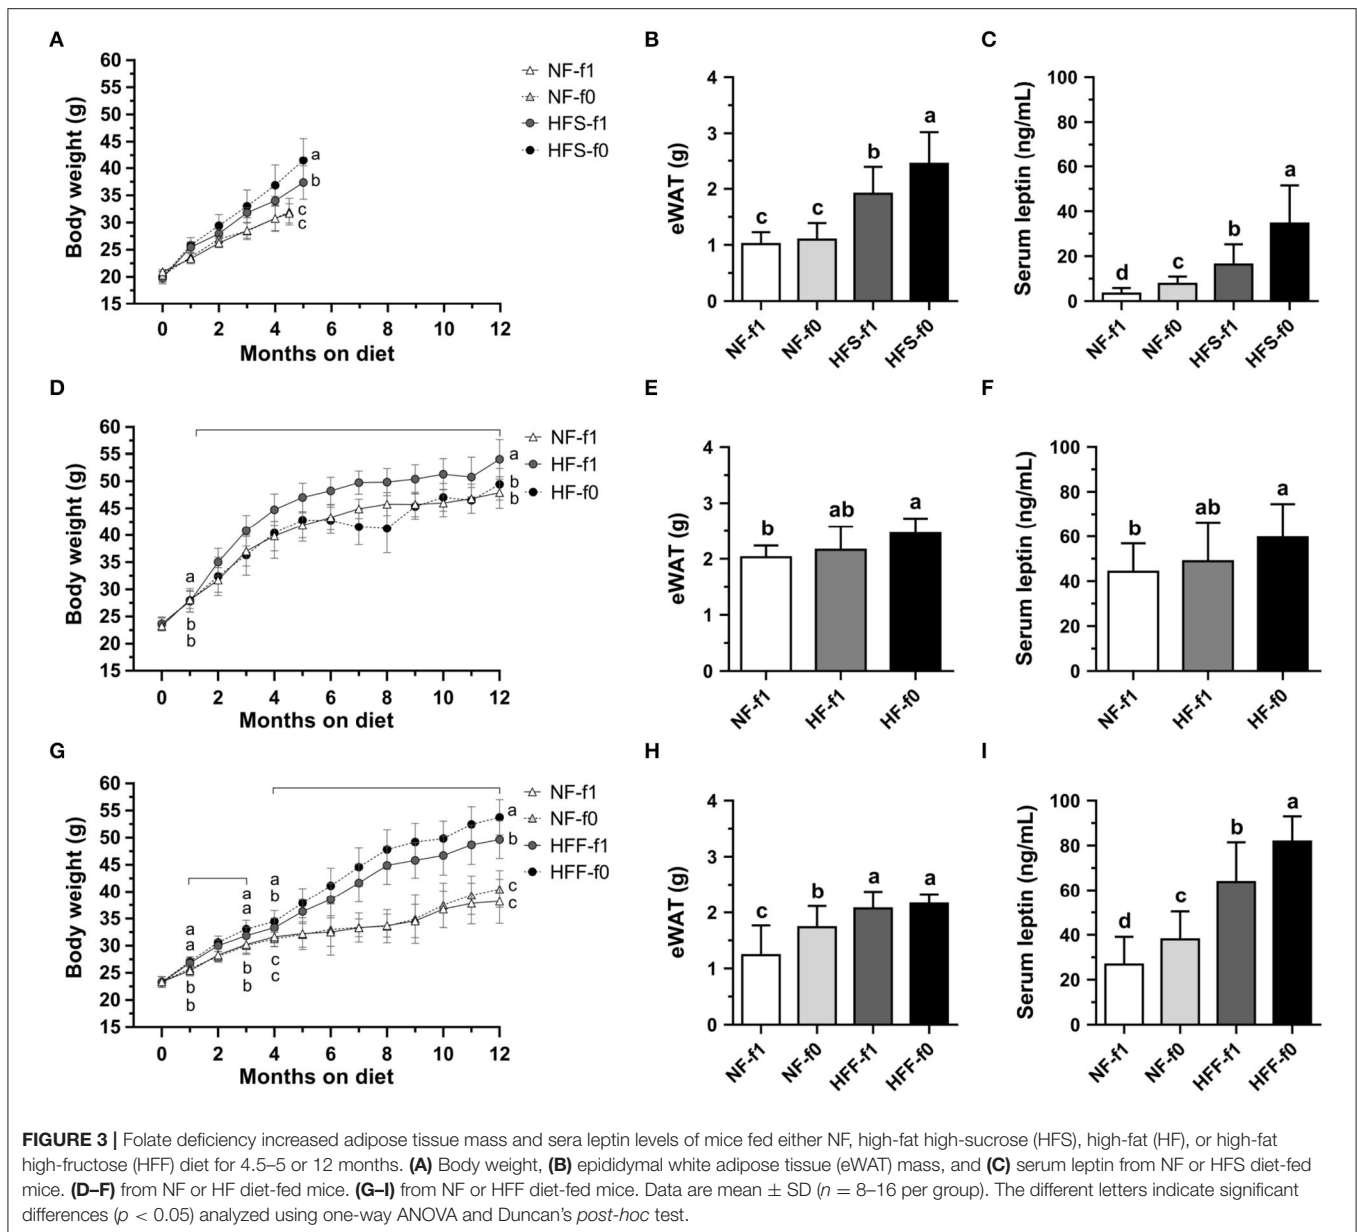 A
Body weight (g)
60
55
50
45
40
35
30
25
20
15
0 2 4 6 8 10 12
Months on diet
a
b
c
c
NF-f1
NF-f0
HFS-f1
HFS-f0
B
eWAT (g)
4
3
2
1
0
c
c
b
a
NF-f1
NF-f0
HFS-f1
HFS-f0
C
Serum leptin (ng/mL)
100
80
60
40
20
0
d
c
b
a
NF-f1
NF-f0
HFS-f1
HFS-f0
D
Body weight (g)
60
55
50
45
40
35
30
25
20
15
0 2 4 6 8 10 12
Months on diet
a
b
b
a
b
b
NF-f1
HF-f1
HF-f0
E
eWAT (g)
4
3
2
1
0
b
ab
a
NF-f1
HF-f1
HF-f0
F
Serum leptin (ng/mL)
100
80
60
40
20
0
b
ab
a
NF-f1
HF-f1
HF-f0
G
Body weight (g)
60
55
50
45
40
35
30
25
20
15
0 2 4 6 8 10 12
Months on diet
a
a
b
b
a
a
b
b
a
b
c
c
a
b
c
c
NF-f1
NF-f0
HFF-f1
HFF-f0
H
eWAT (g)
4
3
2
1
0
c
b
a
a
NF-f1
NF-f0
HFF-f1
HFF-f0
I
Serum leptin (ng/mL)
100
80
60
40
20
0
d
c
b
a
NF-f1
NF-f0
HFF-f1
HFF-f0
FIGURE 3 | Folate deficiency increased adipose tissue mass and sera leptin levels of mice fed either NF, high-fat high-sucrose (HFS), high-fat (HF), or high-fat
high-fructose (HFF) diet for 4.5–5 or 12 months. (A) Body weight, (B) epididymal white adipose tissue (eWAT) mass, and (C) serum leptin from NF or HFS diet-fed
mice. (D–F) from NF or HF diet-fed mice. (G–I) from NF or HFF diet-fed mice. Data are mean ± SD (n = 8–16 per group). The different letters indicate significant
differences (p < 0.05) analyzed using one-way ANOVA and Duncan's post-hoc test.